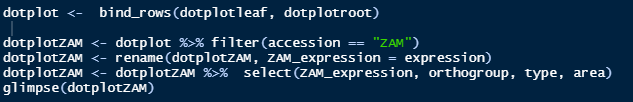 dotplot <-  bind_rows(dotplotleaf, dotplotroot)
dotplotZAM <- dotplot %>% filter(accession == "ZAM")
dotplotZAM <- rename(dotplotZAM, ZAM_expression = expression)
dotplotZAM <- dotplotZAM %>%  select(ZAM_expression, orthogroup, type, area)
glimpse(dotplotZAM)